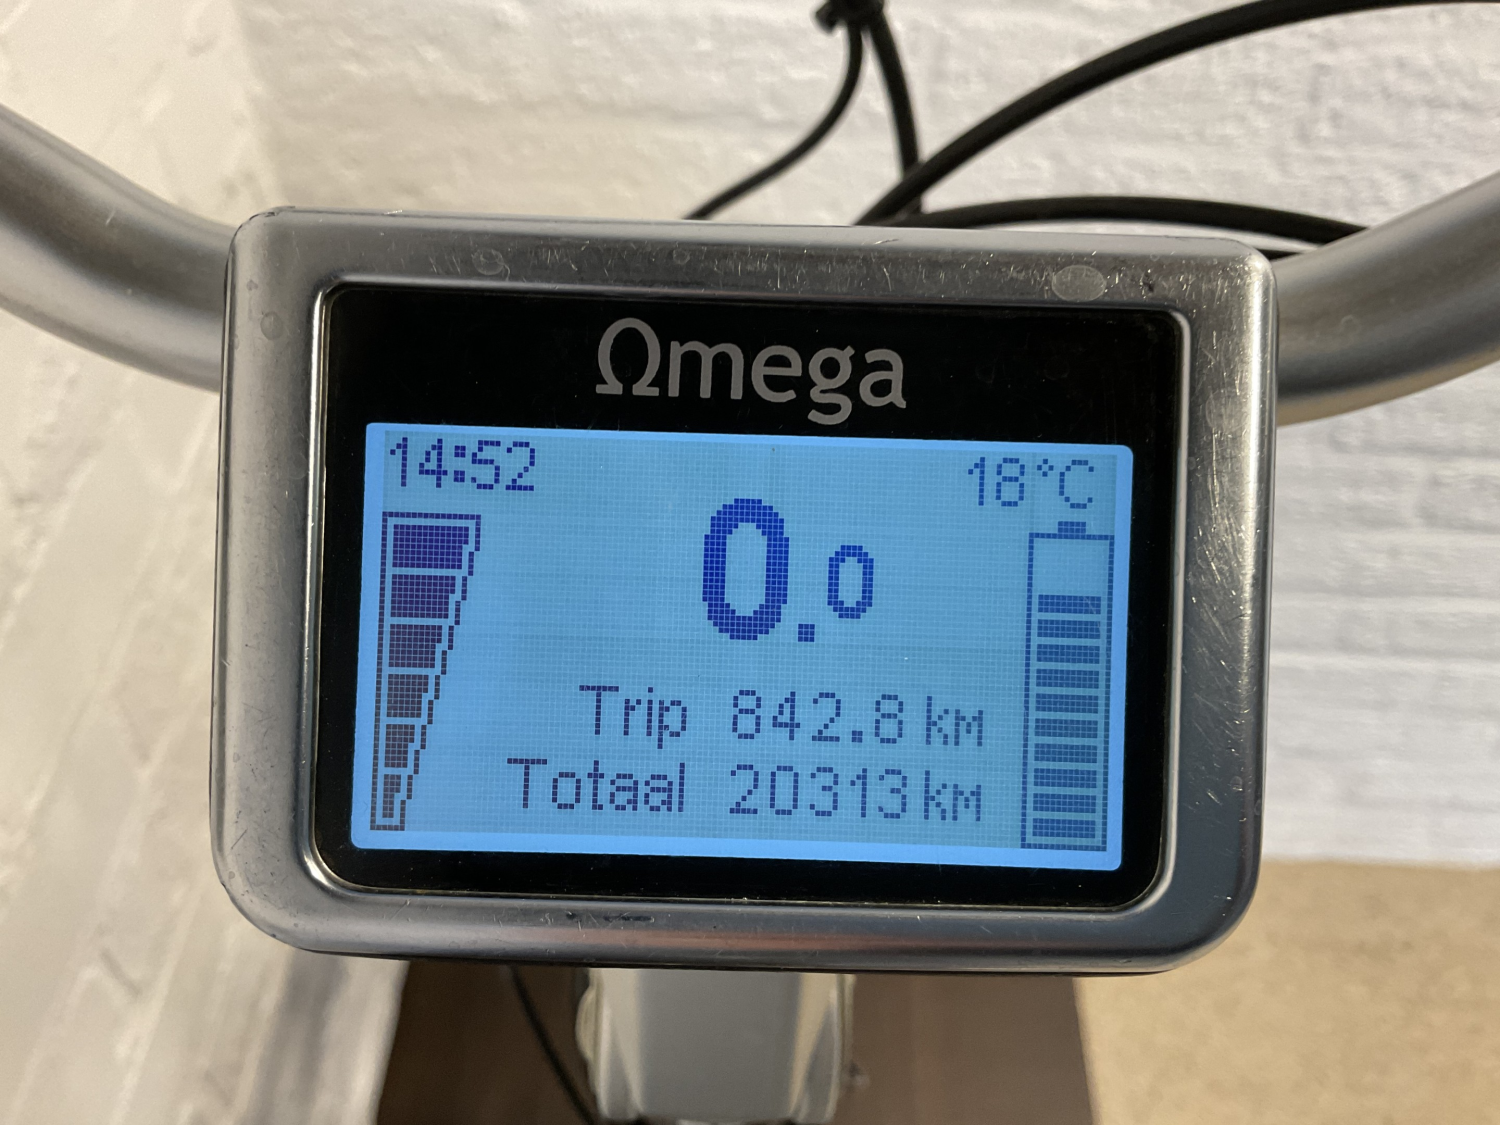 Ωmega
14:52 18°C
0.0
Trip 842.8 km
Totaal 20313 km